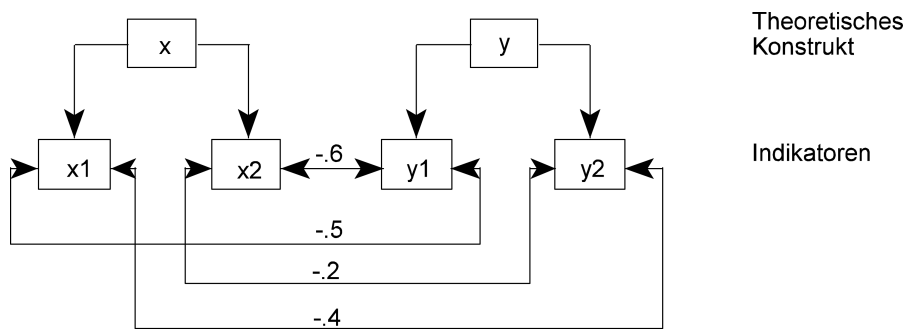 Theoretisches
Konstrukt
x
y
Indikatoren
x1
x2
-.6
y1
y2
-.5
-.2
-.4